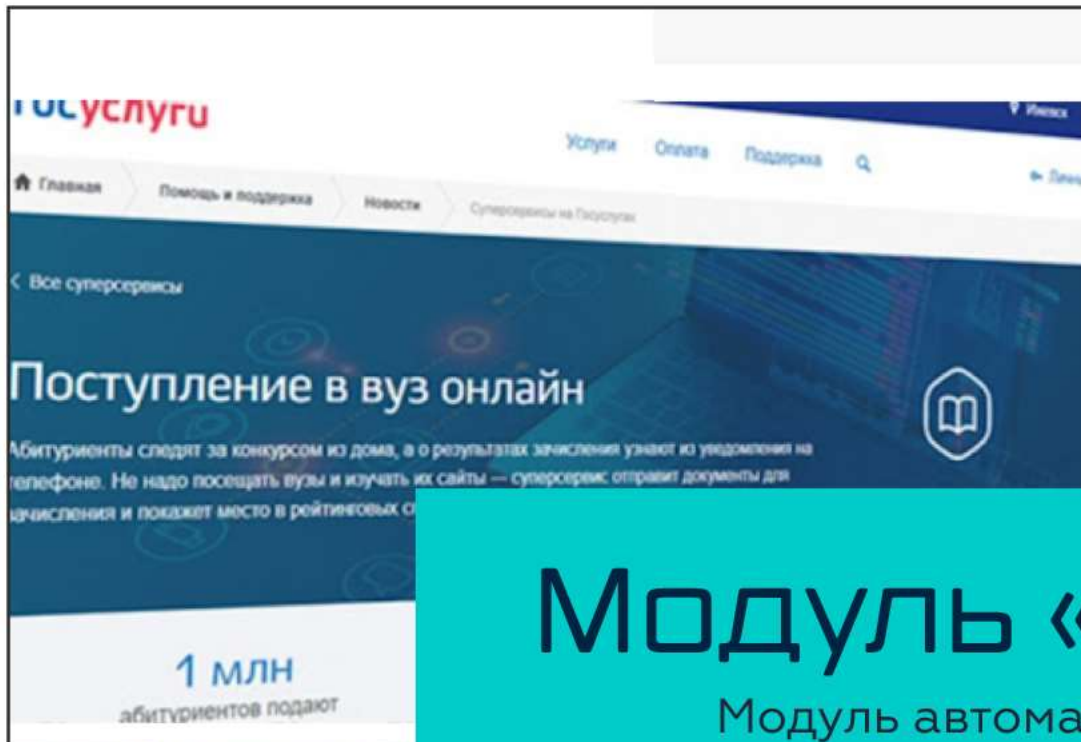 госуслуги
Ижевск
Услуги Оплата Поддержка
Главная Помощь и поддержка Новости Суперсервисы на Госуслугах
Все суперсервисы
Поступление в вуз онлайн
Абитуриенты следят за конкурсом из дома, а о результатах зачисления узнают из уведомления на
телефоне. Не надо посещать вузы и изучать их сайты — суперсервис отправит документы для
зачисления и покажет место в рейтинговых
1 млн
абитуриентов подают
Модуль «
Модуль автома